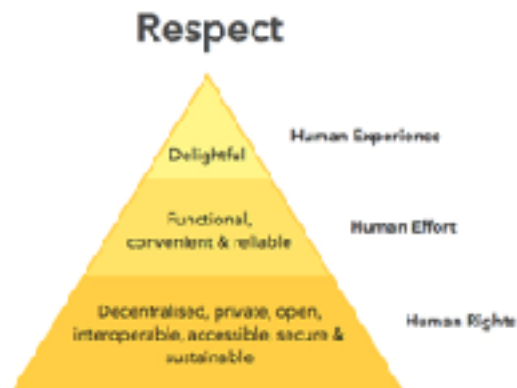 Respect
Delightful
Human Experience
Functional,
convenient & reliable
Human Effort
Decentralised, private, open,
interoperable, accessible, secure &
sustainable
Human Rights